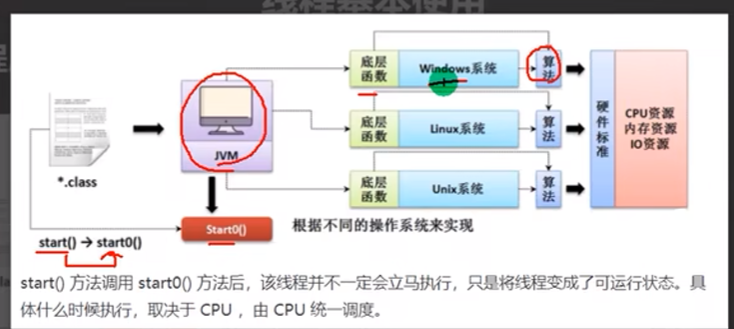 线程基本使用
底层函数
Windows系统
算法
*.class
JVM
底层函数
Linux系统
算法
硬件标准
CPU资源
内存资源
IO资源
底层函数
Unix系统
算法
Start0()
根据不同的操作系统来实现
start() → start0()
start() 方法调用 start0() 方法后，该线程并不一定会立马执行，只是将线程变成了可运行状态。具
体什么时候执行，取决于 CPU ，由 CPU 统一调度。